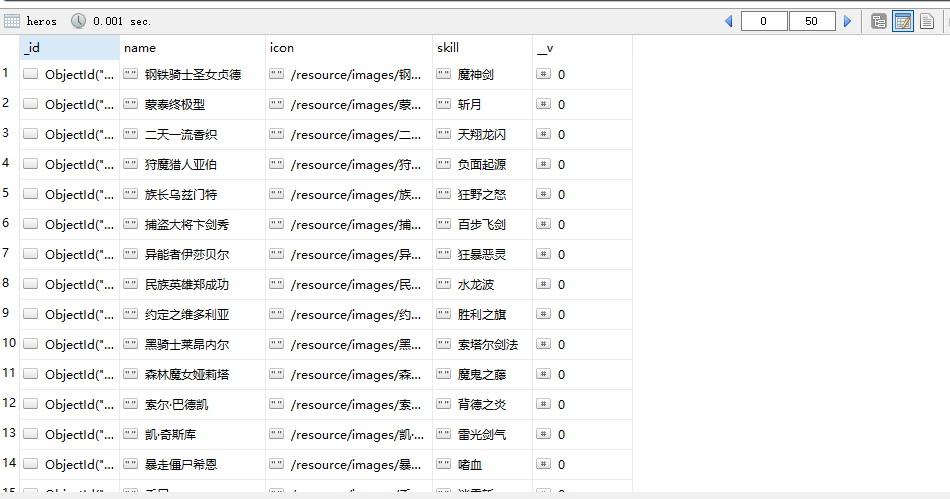 heros 0.001 sec. 0 50
_id name icon skill __v
1 ObjectId("... "" 钢铁骑士圣女贞德 "" /resource/images/钢... "" 魔神剑 # 0
2 ObjectId("... "" 蒙泰终极型 "" /resource/images/蒙... "" 斩月 # 0
3 ObjectId("... "" 二天一流香织 "" /resource/images/二... "" 天翔龙闪 # 0
4 ObjectId("... "" 狩魔猎人亚伯 "" /resource/images/狩... "" 负面起源 # 0
5 ObjectId("... "" 族长乌兹门特 "" /resource/images/族... "" 狂野之怒 # 0
6 ObjectId("... "" 捕盗大将卞剑秀 "" /resource/images/捕... "" 百步飞剑 # 0
7 ObjectId("... "" 异能者伊莎贝尔 "" /resource/images/异... "" 狂暴恶灵 # 0
8 ObjectId("... "" 民族英雄郑成功 "" /resource/images/民... "" 水龙波 # 0
9 ObjectId("... "" 约定之维多利亚 "" /resource/images/约... "" 胜利之旗 # 0
10 ObjectId("... "" 黑骑士莱昂内尔 "" /resource/images/黑... "" 索塔尔剑法 # 0
11 ObjectId("... "" 森林魔女娅莉塔 "" /resource/images/森... "" 魔鬼之藤 # 0
12 ObjectId("... "" 索尔·巴德凯 "" /resource/images/索... "" 背德之炎 # 0
13 ObjectId("... "" 凯·奇斯库 "" /resource/images/凯·... "" 雷光剑气 # 0
14 ObjectId("... "" 暴走僵尸希恩 "" /resource/images/暴... "" 嗜血 # 0